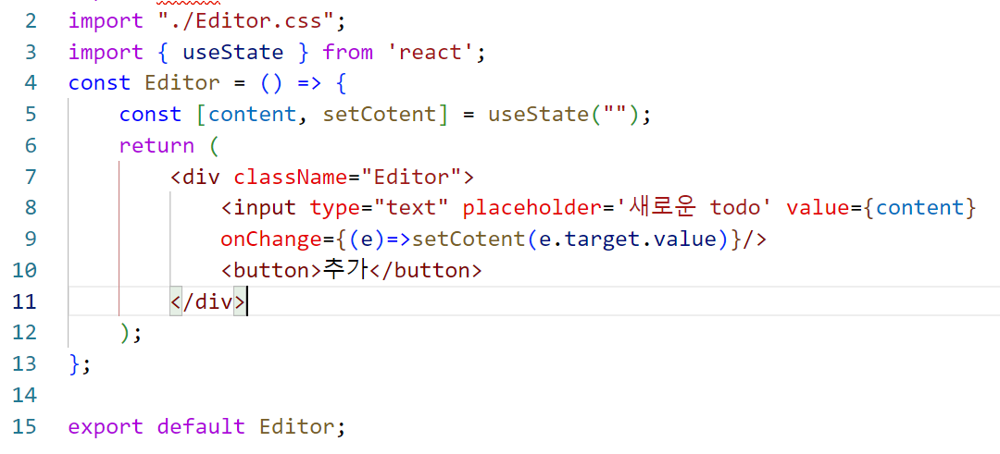 2 import "./Editor.css";
3 import { useState } from 'react';
4 const Editor = () => {
5 const [content, setCotent] = useState("");
6 return (
7 <div className="Editor">
8 <input type="text" placeholder='새로운 todo' value={content}
9 onChange={(e)=>setCotent(e.target.value)}/>
10 <button>추가</button>
11 </div>
12 );
13 };
14
15 export default Editor;